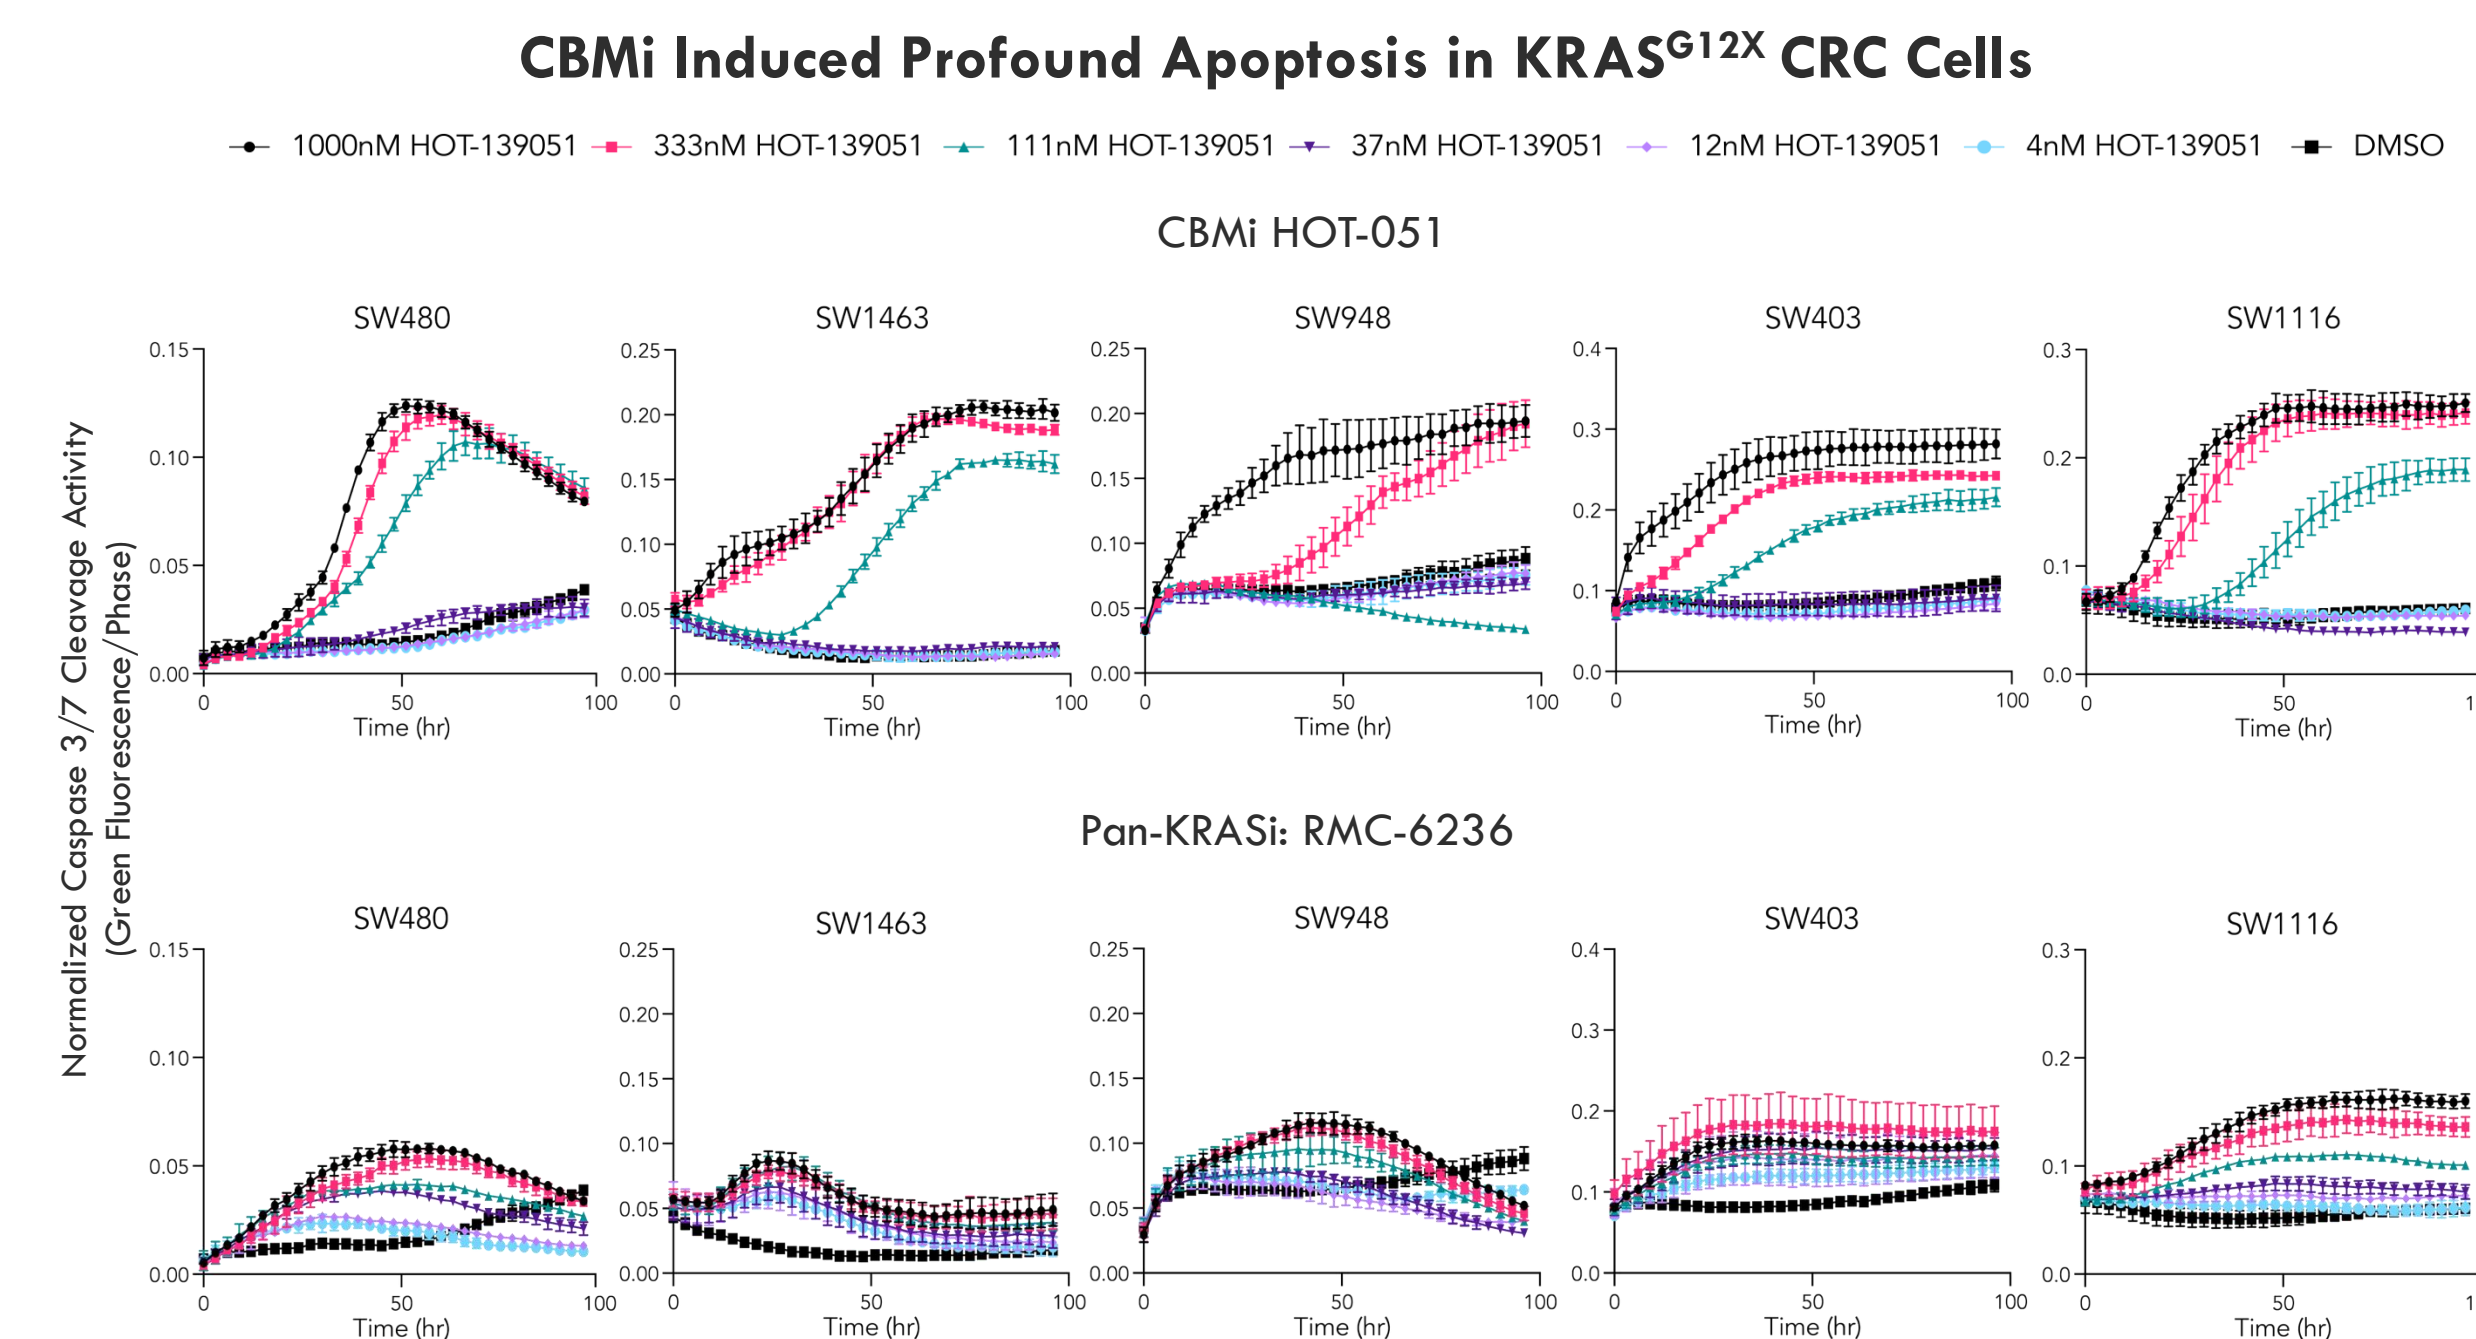 CBMi Induced Profound Apoptosis in KRASG12X CRC Cells
1000nM HOT-139051 333nM HOT-139051 111nM HOT-139051 37nM HOT-139051 12nM HOT-139051 4nM HOT-139051 DMSO
CBMi HOT-051
Normalized Caspase 3/7 Cleavage Activity
(Green Fluorescence/Phase)
SW480
0.15
0.10
0.05
0.00
0 50 100
Time (hr)
SW1463
0.25
0.20
0.15
0.10
0.05
0.00
0 50 100
Time (hr)
SW948
0.25
0.20
0.15
0.10
0.05
0.00
0 50 100
Time (hr)
SW403
0.4
0.3
0.2
0.1
0.0
0 50 100
Time (hr)
SW1116
0.3
0.2
0.1
0.0
0 50 1
Time (hr)
Pan-KRASi: RMC-6236
SW480
0.15
0.10
0.05
0.00
0 50 100
Time (hr)
SW1463
0.25
0.20
0.15
0.10
0.05
0.00
0 50 100
Time (hr)
SW948
0.25
0.20
0.15
0.10
0.05
0.00
0 50 100
Time (hr)
SW403
0.4
0.3
0.2
0.1
0.0
0 50 100
Time (hr)
SW1116
0.3
0.2
0.1
0.0
0 50 1
Time (hr)